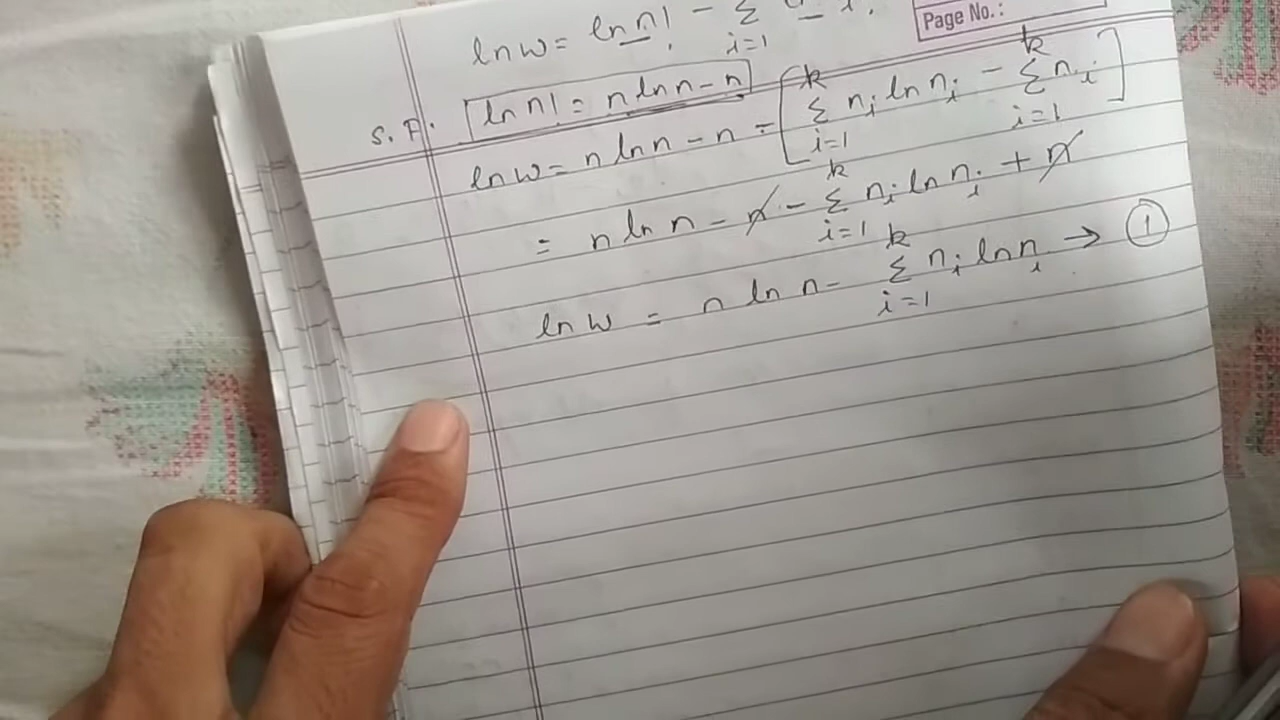 Page No.:
ln w = ln n! - Σ i=1
S.A. ln n! = n ln n - n
ln w = n ln n - n - [ k Σ i=1 n_i ln n_i - k Σ i=1 n_i ]
= n ln n - n - k Σ i=1 n_i ln n_i + n
ln w = n ln n - k Σ i=1 n_i ln n_i → 1